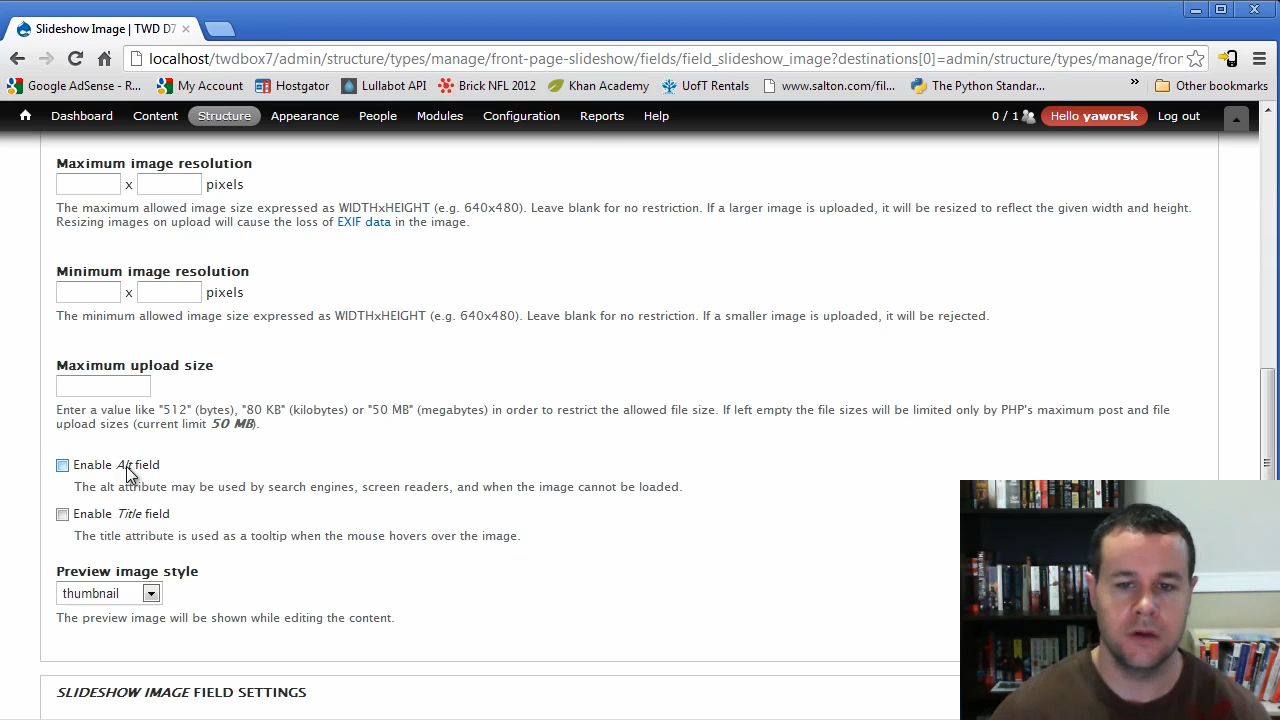 Slideshow Image | TWD D7
localhost/twdbox7/admin/structure/types/manage/front-page-slideshow/fields/field_slideshow_image?destinations[0]=admin/structure/types/manage/fror
Google AdSense - R...
My Account
Hostgator
Lullabot API
Brick NFL 2012
Khan Academy
UofT Rentals
www.salton.com/fil...
The Python Standar...
»
Other bookmarks
Dashboard
Content
Structure
Appearance
People
Modules
Configuration
Reports
Help
0 / 1
Hello yaworsk
Log out
Maximum image resolution
x pixels
The maximum allowed image size expressed as WIDTHxHEIGHT (e.g. 640x480). Leave blank for no restriction. If a larger image is uploaded, it will be resized to reflect the given width and height.
Resizing images on upload will cause the loss of EXIF data in the image.
Minimum image resolution
x pixels
The minimum allowed image size expressed as WIDTHxHEIGHT (e.g. 640x480). Leave blank for no restriction. If a smaller image is uploaded, it will be rejected.
Maximum upload size
Enter a value like "512" (bytes), "80 KB" (kilobytes) or "50 MB" (megabytes) in order to restrict the allowed file size. If left empty the file sizes will be limited only by PHP's maximum post and file
upload sizes (current limit 50 MB).
Enable Alt field
The alt attribute may be used by search engines, screen readers, and when the image cannot be loaded.
Enable Title field
The title attribute is used as a tooltip when the mouse hovers over the image.
Preview image style
thumbnail
The preview image will be shown while editing the content.
SLIDESHOW IMAGE FIELD SETTINGS